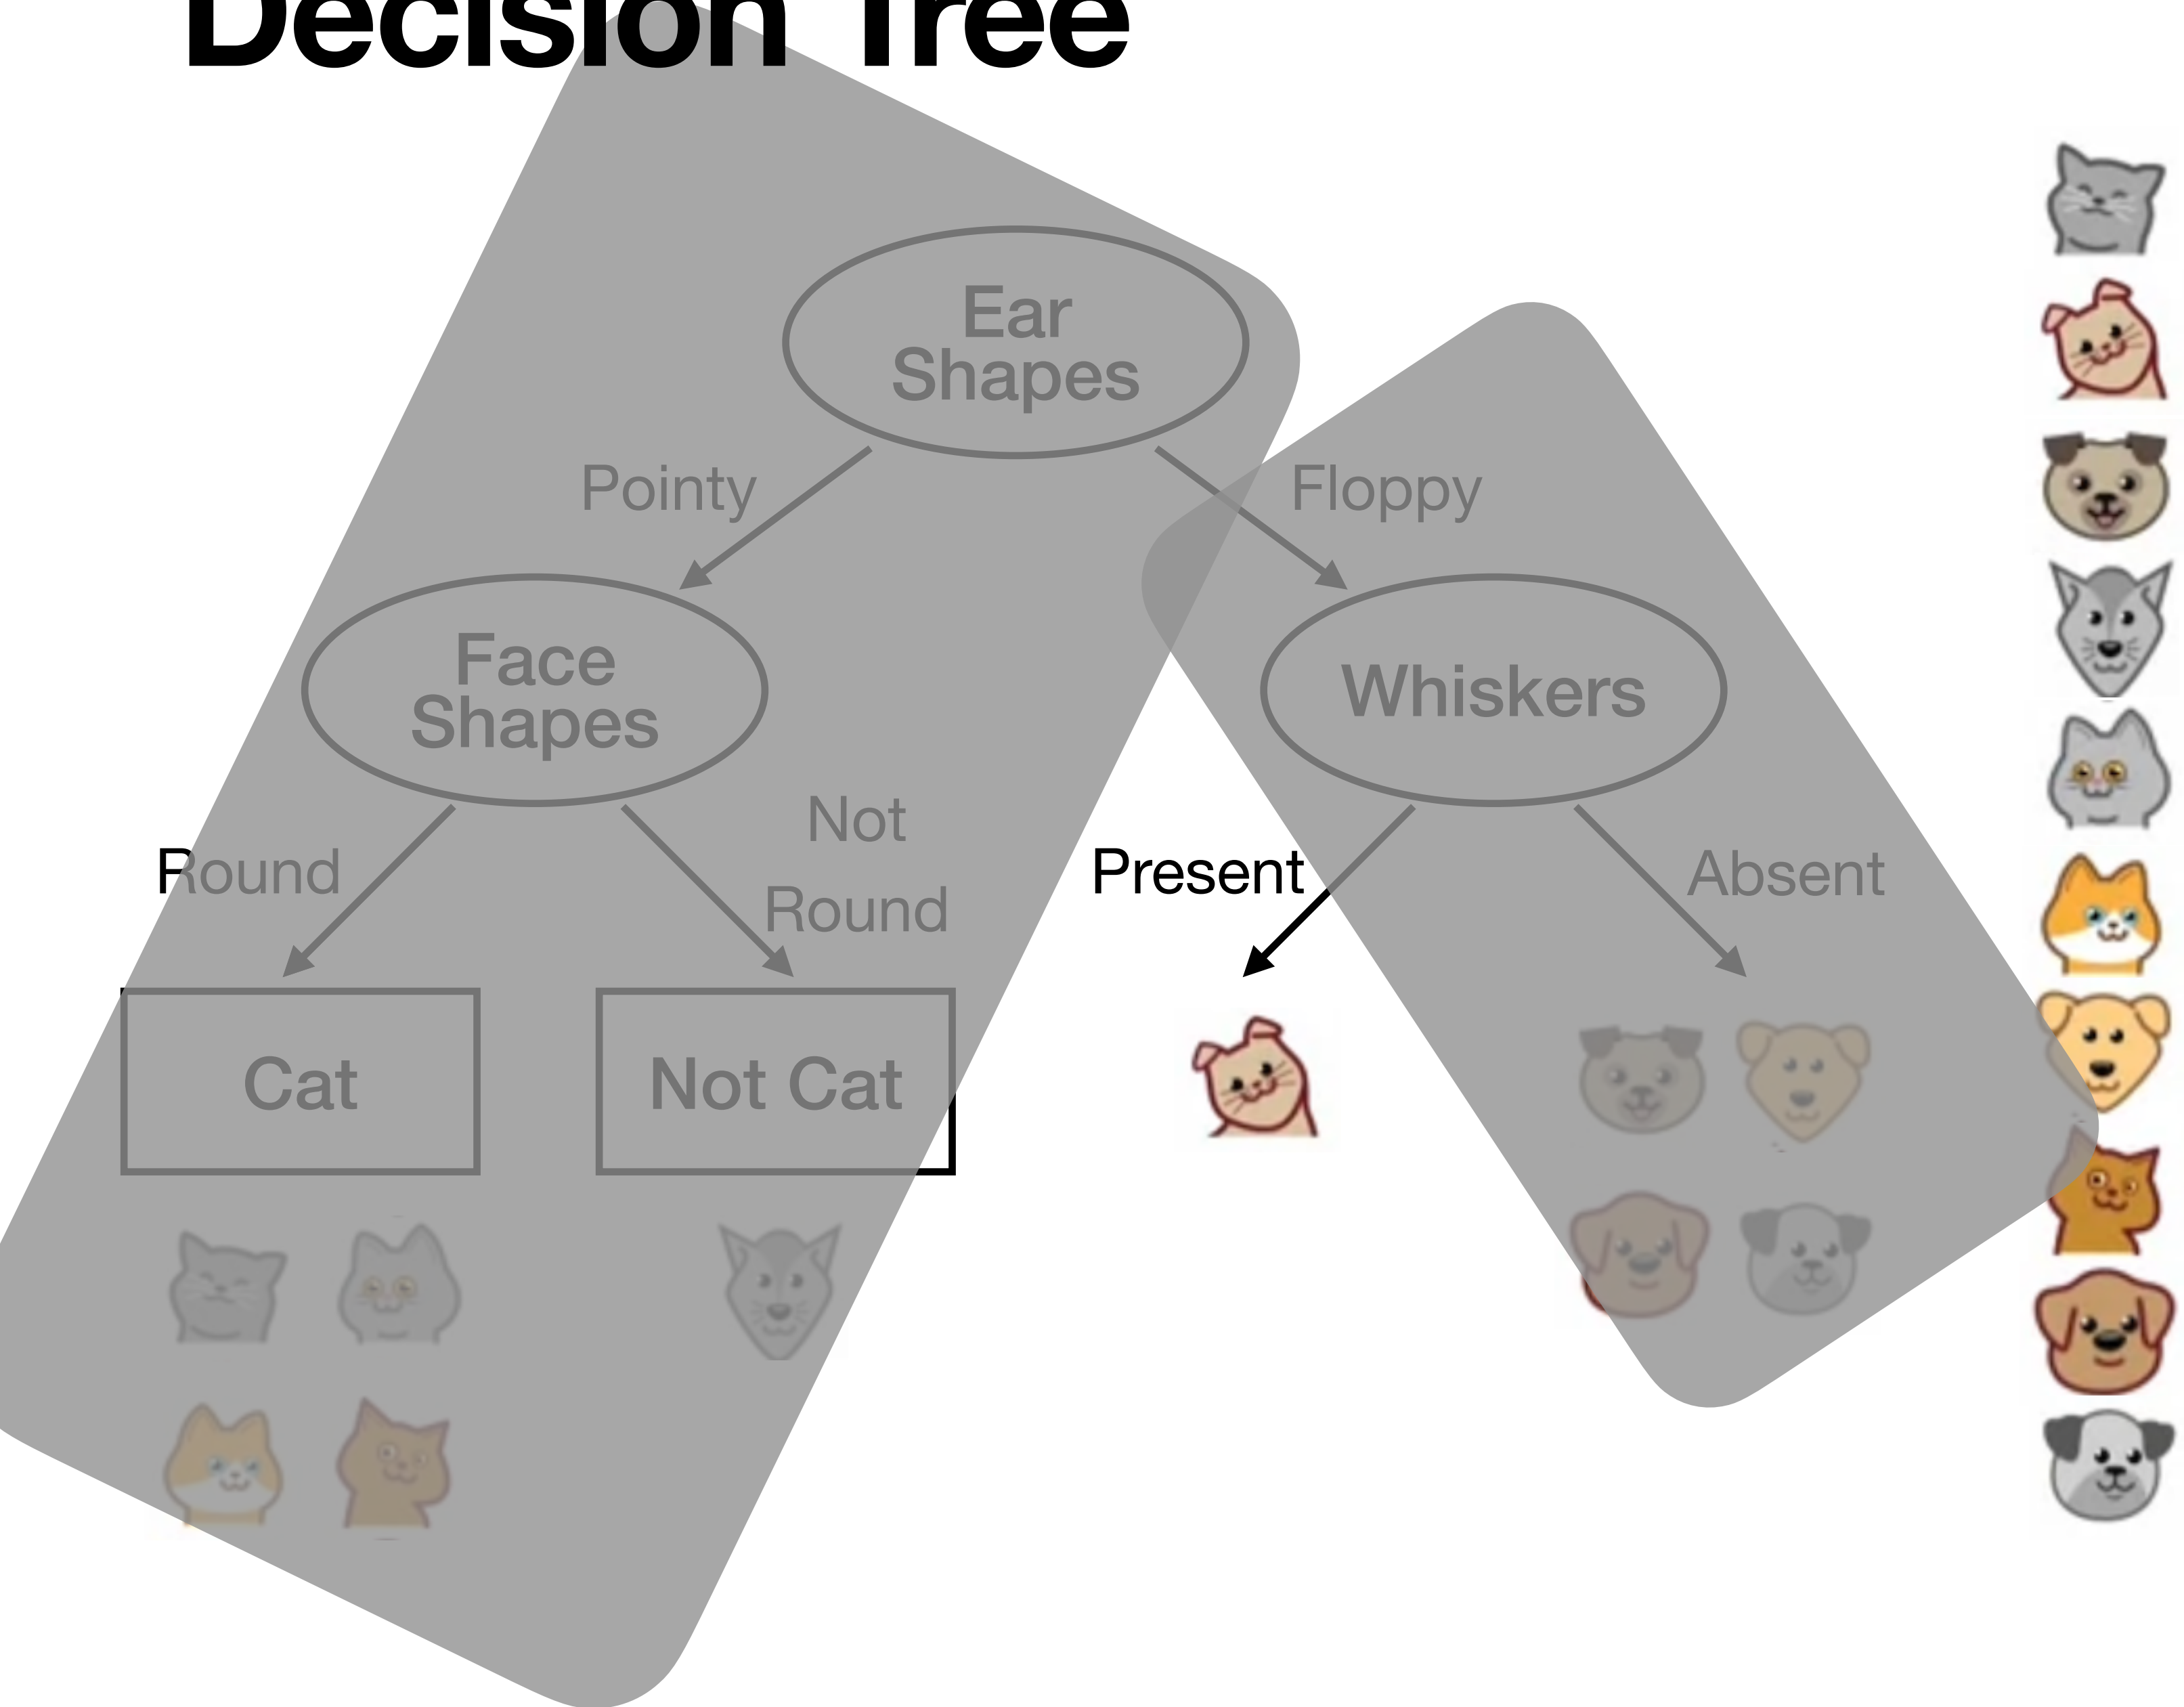 Decision Tree
Ear
Shapes
Pointy
Floppy
Face
Shapes
Whiskers
Not
Round
Round
Present
Absent
Cat
Not Cat